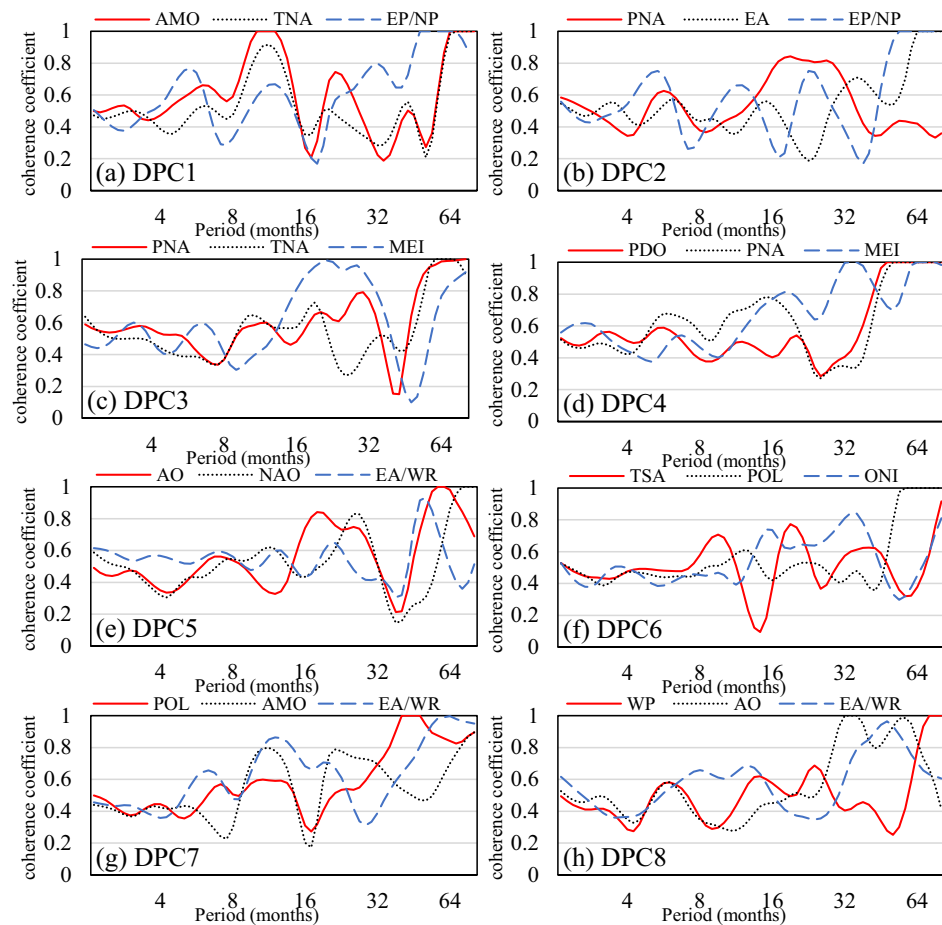 AMO TNA EP/NP
coherence coefficient
1
0.8
0.6
0.4
0.2
0
(a) DPC1
4 8 16 32 64
Period (months)
PNA EA EP/NP
coherence coefficient
1
0.8
0.6
0.4
0.2
0
(b) DPC2
4 8 16 32 64
Period (months)
PNA TNA MEI
coherence coefficient
1
0.8
0.6
0.4
0.2
0
(c) DPC3
4 8 16 32 64
Period (months)
PDO PNA MEI
coherence coefficient
1
0.8
0.6
0.4
0.2
0
(d) DPC4
4 8 16 32 64
Period (months)
AO NAO EA/WR
coherence coefficient
1
0.8
0.6
0.4
0.2
0
(e) DPC5
4 8 16 32 64
Period (months)
TSA POL ONI
coherence coefficient
1
0.8
0.6
0.4
0.2
0
(f) DPC6
4 8 16 32 64
Period (months)
POL AMO EA/WR
coherence coefficient
1
0.8
0.6
0.4
0.2
0
(g) DPC7
4 8 16 32 64
Period (months)
WP AO EA/WR
coherence coefficient
1
0.8
0.6
0.4
0.2
0
(h) DPC8
4 8 16 32 64
Period (months)